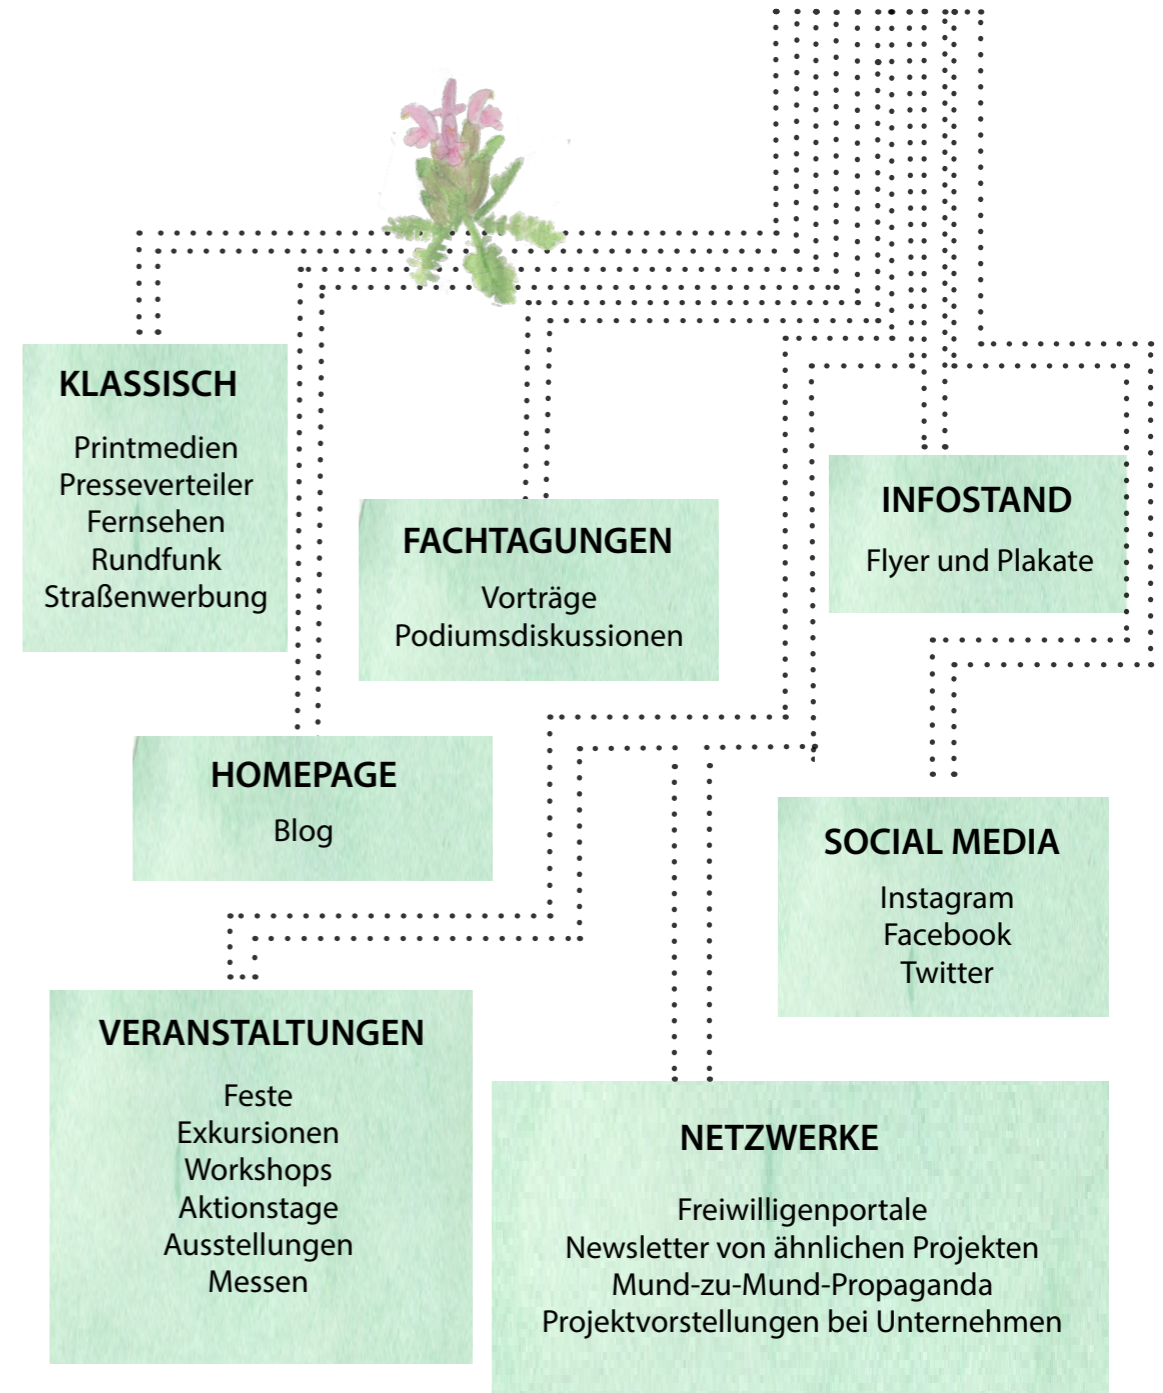 KLASSISCH
Printmedien
Presseverteiler
Fernsehen
Rundfunk
Straßenwerbung
FACHTAGUNGEN
Vorträge
Podiumsdiskussionen
INFOSTAND
Flyer und Plakate
HOMEPAGE
Blog
SOCIAL MEDIA
Instagram
Facebook
Twitter
VERANSTALTUNGEN
Feste
Exkursionen
Workshops
Aktionstage
Ausstellungen
Messen
NETZWERKE
Freiwilligenportale
Newsletter von ähnlichen Projekten
Mund-zu-Mund-Propaganda
Projektvorstellungen bei Unternehmen